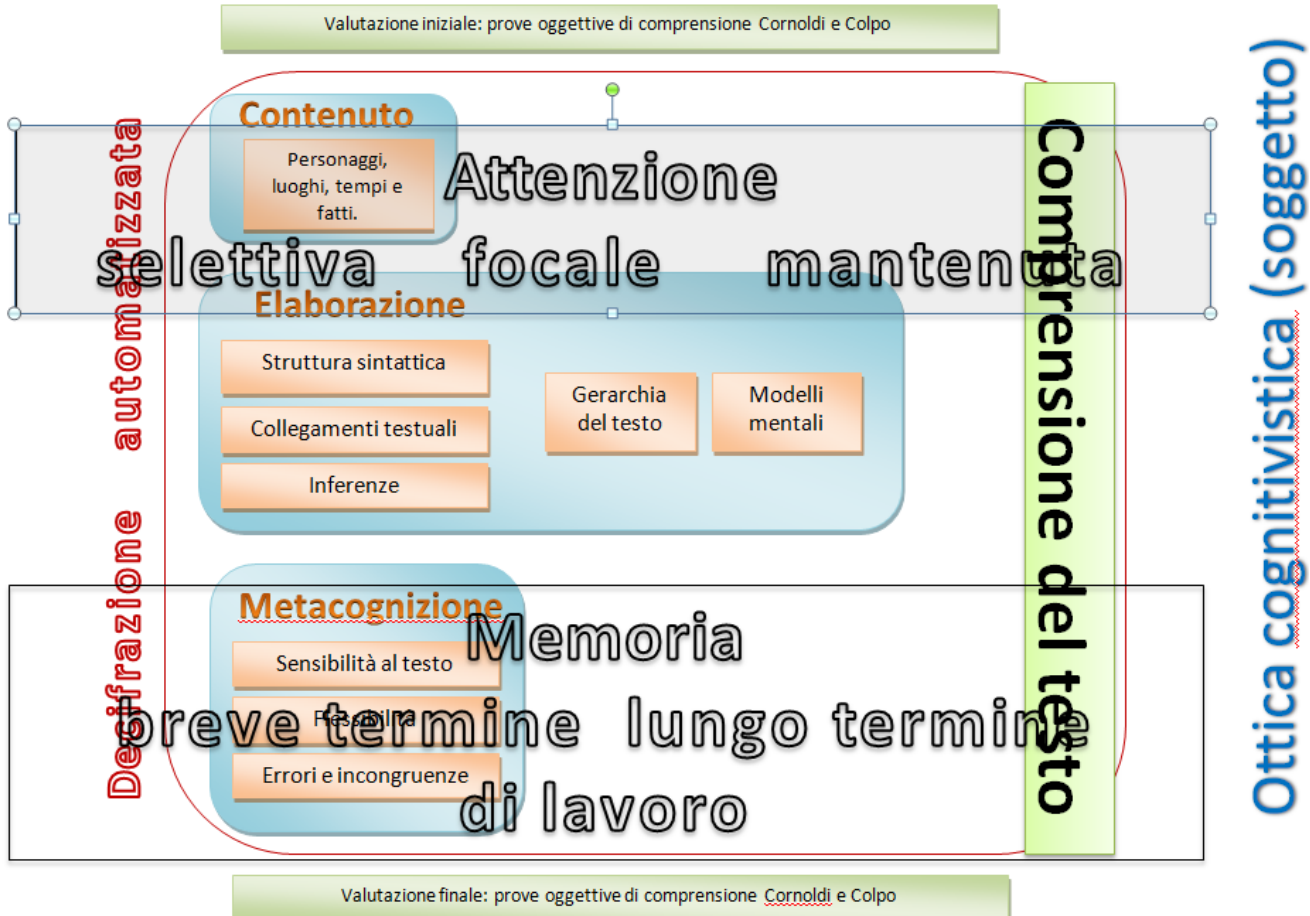 Valutazione iniziale: prove oggettive di comprensione Cornoldi e Colpo
Contenuto
Personaggi,
luoghi, tempi e
fatti.
Attenzione
selettiva focale mantenuta
Elaborazione
Struttura sintattica
Collegamenti testuali
Inferenze
Gerarchia
del testo
Modelli
mentali
Metacognizione
Sensibilità al testo
Flessibilità
Errori e incongruenze
Memoria
breve termine lungo termine
di lavoro
Desifrazione automatizzata
Comprensione del testo
Ottica cognitivistica (soggetto)
Valutazione finale: prove oggettive di comprensione Cornoldi e Colpo